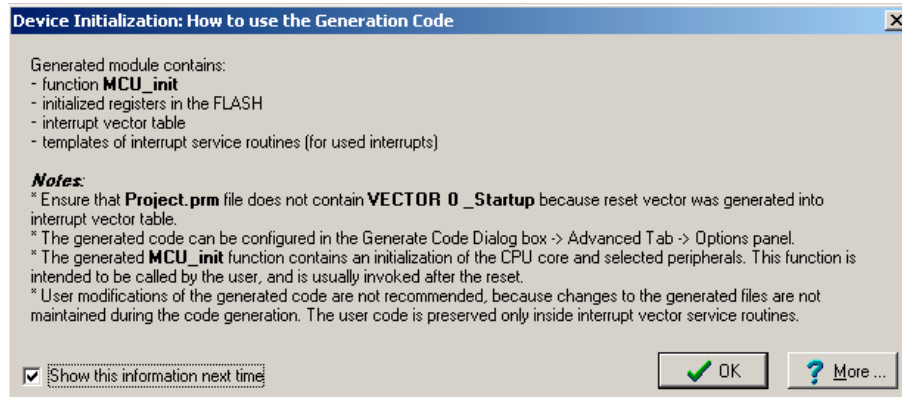 Device Initialization: How to use the Generation Code
Generated module contains:
- function MCU_init
- initialized registers in the FLASH
- interrupt vector table
- templates of interrupt service routines (for used interrupts)
Notes:
* Ensure that Project.prm file does not contain VECTOR 0 _Startup because reset vector was generated into
interrupt vector table.
* The generated code can be configured in the Generate Code Dialog box -> Advanced Tab -> Options panel.
* The generated MCU_init function contains an initialization of the CPU core and selected peripherals. This function is
intended to be called by the user, and is usually invoked after the reset.
* User modifications of the generated code are not recommended, because changes to the generated files are not
maintained during the code generation. The user code is preserved only inside interrupt vector service routines.
Show this information next time
OK
? More ...